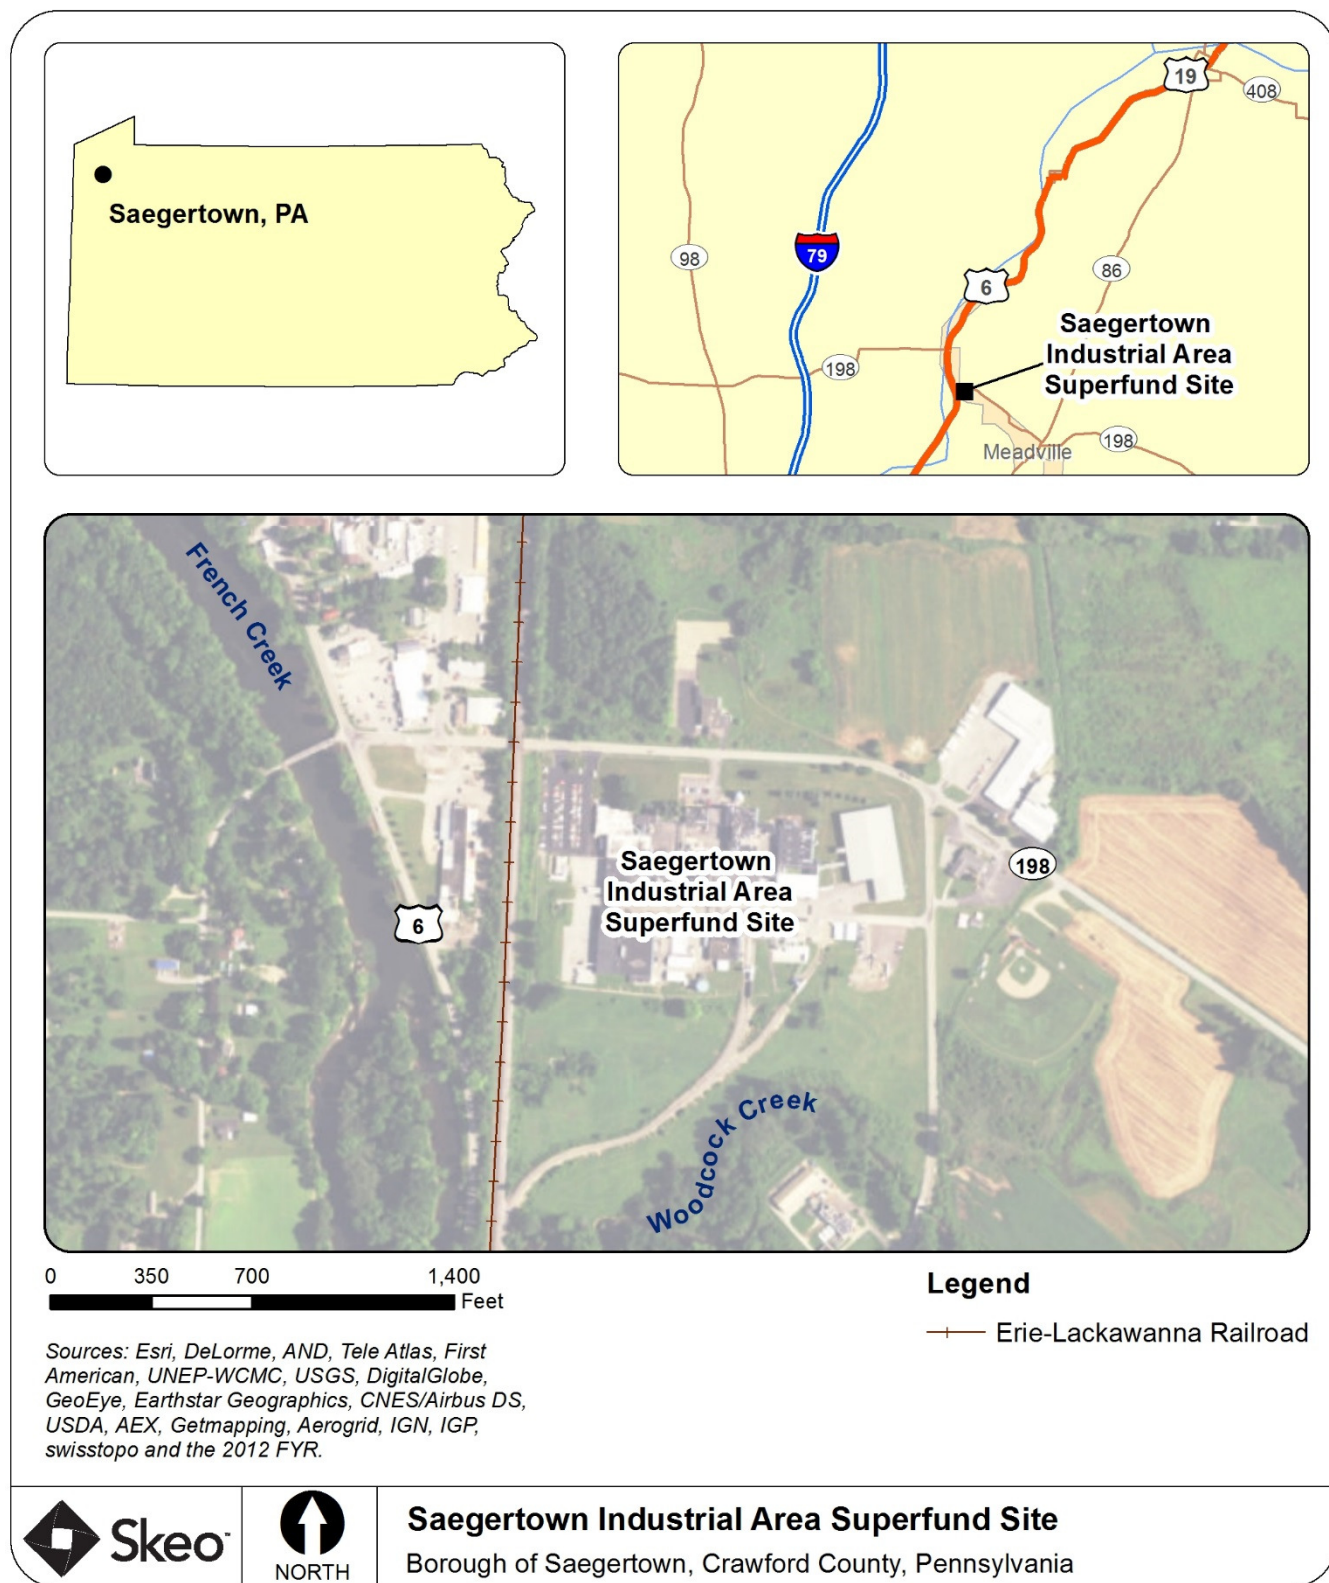 Saegertown, PA
19
408
98
79
6
86
Saegertown
Industrial Area
Superfund Site
198
198
Meadville
French Creek
Saegertown
Industrial Area
Superfund Site
198
6
Woodcock Creek
0 350 700 1,400
Feet
Legend
Erie-Lackawanna Railroad
Sources: Esri, DeLorme, AND, Tele Atlas, First
American, UNEP-WCMC, USGS, DigitalGlobe,
GeoEye, Earthstar Geographics, CNES/Airbus DS,
USDA, AEX, Getmapping, Aerogrid, IGN, IGP,
swisstopo and the 2012 FYR.
Skeo™
NORTH
Saegertown Industrial Area Superfund Site
Borough of Saegertown, Crawford County, Pennsylvania